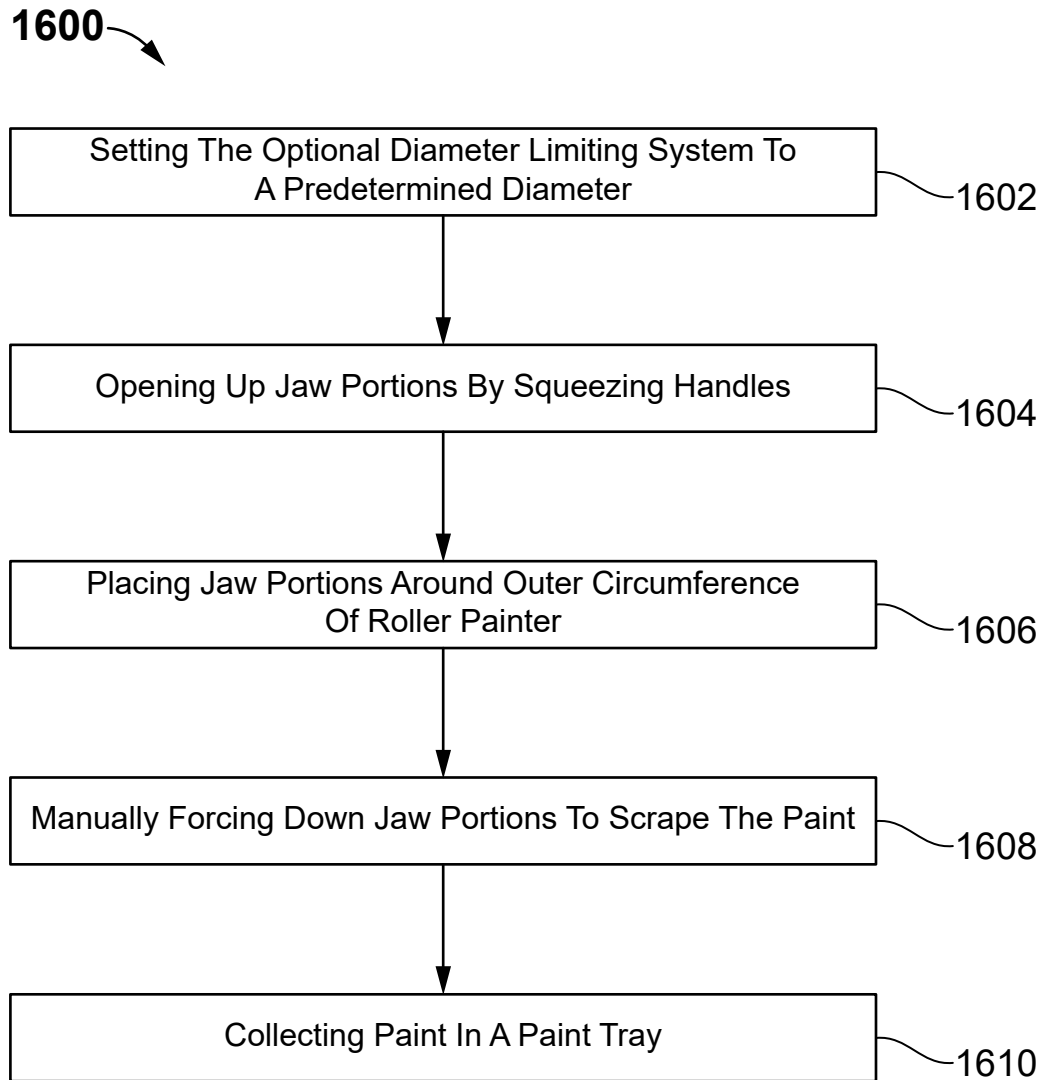 1600
Setting The Optional Diameter Limiting System To
A Predetermined Diameter
1602
Opening Up Jaw Portions By Squeezing Handles
1604
Placing Jaw Portions Around Outer Circumference
Of Roller Painter
1606
Manually Forcing Down Jaw Portions To Scrape The Paint
1608
Collecting Paint In A Paint Tray
1610